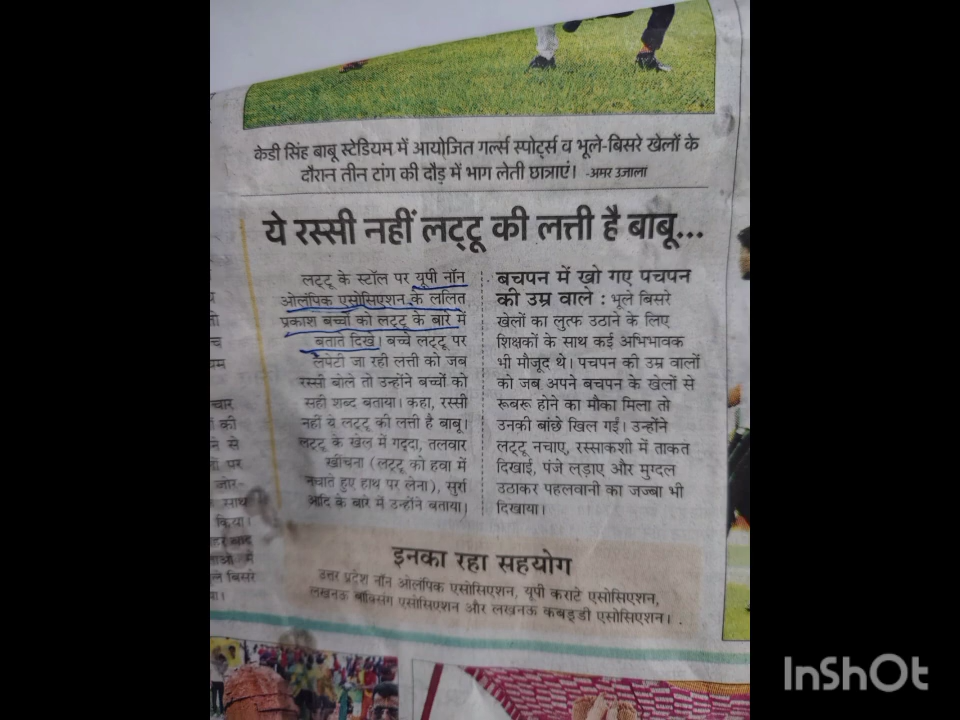 केडी सिंह बाबू स्टेडियम में आयोजित गर्ल्स स्पोर्ट्स व भूले-बिसरे खेलों के
दौरान तीन टांग की दौड़ में भाग लेती छात्राएं। -अमर उजाला
ये रस्सी नहीं लट्टू की लत्ती है बाबू...
लट्टू के स्टॉल पर यूपी नॉन
ओलंपिक एसोसिएशन के ललित
प्रकाश बच्चों को लट्टू के बारे में
बताते दिखे। बच्चे लट्टू पर
लपेटी जा रही लत्ती को जब
रस्सी बोले तो उन्होंने बच्चों को
सही शब्द बताया। कहा, रस्सी
नहीं ये लट्टू की लत्ती है बाबू।
लट्टू के खेल में गद्दा, तलवार
खींचना (लट्टू को हवा में
नचाते हुए हाथ पर लेना), सुर्रा
आदि के बारे में उन्होंने बताया।
बचपन में खो गए पचपन
की उम्र वाले : भूले बिसरे
खेलों का लुत्फ उठाने के लिए
शिक्षकों के साथ कई अभिभावक
भी मौजूद थे। पचपन की उम्र वालों
को जब अपने बचपन के खेलों से
रूबरू होने का मौका मिला तो
उनकी बांछे खिल गईं। उन्होंने
लट्टू नचाए, रस्साकशी में ताकत
दिखाई, पंजे लड़ाए और मुग्दल
उठाकर पहलवानी का जज्बा भी
दिखाया।
इनका रहा सहयोग
उत्तर प्रदेश नॉन ओलंपिक एसोसिएशन, यूपी कराटे एसोसिएशन,
लखनऊ बॉक्सिंग एसोसिएशन और लखनऊ कबड्डी एसोसिएशन।
चार
की
ने से
पर
जोर-
साथ
किया।
बाद
में
बिसरे
InShOt